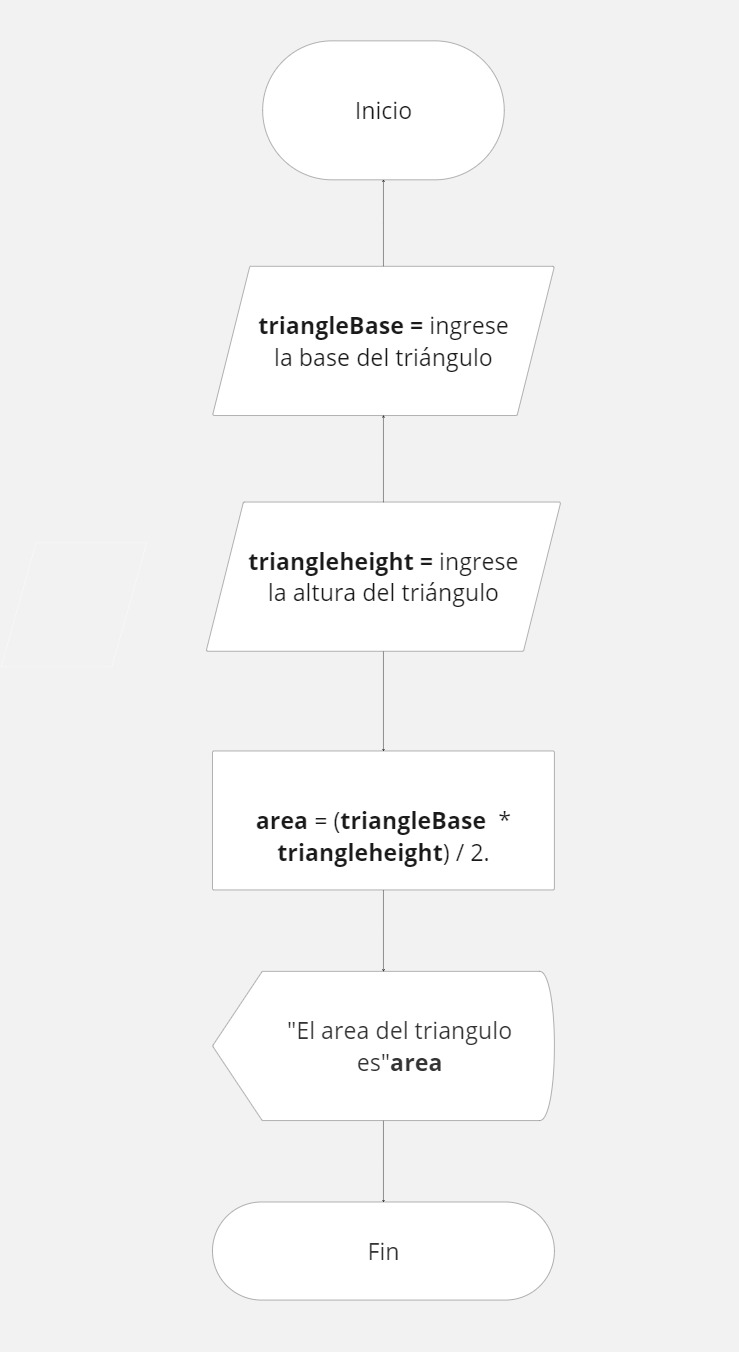 Inicio
triangleBase = ingrese
la base del triángulo
triangleheight = ingrese
la altura del triángulo
area = (triangleBase  *
triangleheight) / 2.
"El area del triangulo
es"area
Fin